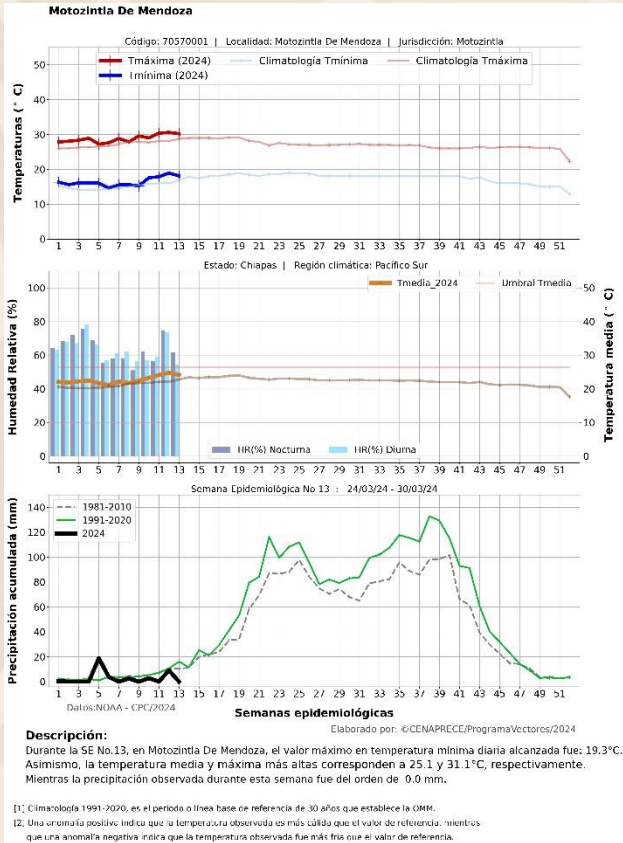 Motozintla De Mendoza
Código: 70570001 | Localidad: Motozintla De Mendoza | Jurisdicción: Motozintla
Tmáxima (2024)
Tmínima (2024)
Climatología Tmínima
Climatología Tmáxima
Temperaturas (° C)
50
40
30
20
10
0
1 3 5 7 9 11 13 15 17 19 21 23 25 27 29 31 33 35 37 39 41 43 45 47 49 51
Estado: Chiapas | Región climática: Pacífico Sur
Tmedia_2024
Umbral Tmedia
Humedad Relativa (%)
100
80
60
40
20
0
Temperatura media (° C)
50
40
30
20
10
0
HR(%) Nocturna
HR(%) Diurna
1 3 5 7 9 11 13 15 17 19 21 23 25 27 29 31 33 35 37 39 41 43 45 47 49 51
Semana Epidemiológica No 13 : 24/03/24 - 30/03/24
1981-2010
1991-2020
2024
Precipitación acumulada (mm)
140
120
100
80
60
40
20
0
1 3 5 7 9 11 13 15 17 19 21 23 25 27 29 31 33 35 37 39 41 43 45 47 49 51
Datos:NOAA - CPC/2024
Semanas epidemiológicas
Elaborado por: ©CENAPRECE/ProgramaVectores/2024
Descripción:
Durante la SE No.13, en Motozintla De Mendoza, el valor máximo en temperatura mínima diaria alcanzada fue: 19.3°C.
Asimismo, la temperatura media y máxima más altas corresponden a 25.1 y 31.1°C, respectivamente.
Mientras la precipitación observada durante esta semana fue del orden de 0.0 mm.
[1] Climatología 1991-2020, es el periodo o línea base de referencia de 30 años que establece la OMM.
[2] Una anomalía positiva indica que la temperatura observada es más cálida que el valor de referencia, mientras
que una anomalía negativa indica que la temperatura observada fue más fria que el valor de referencia.